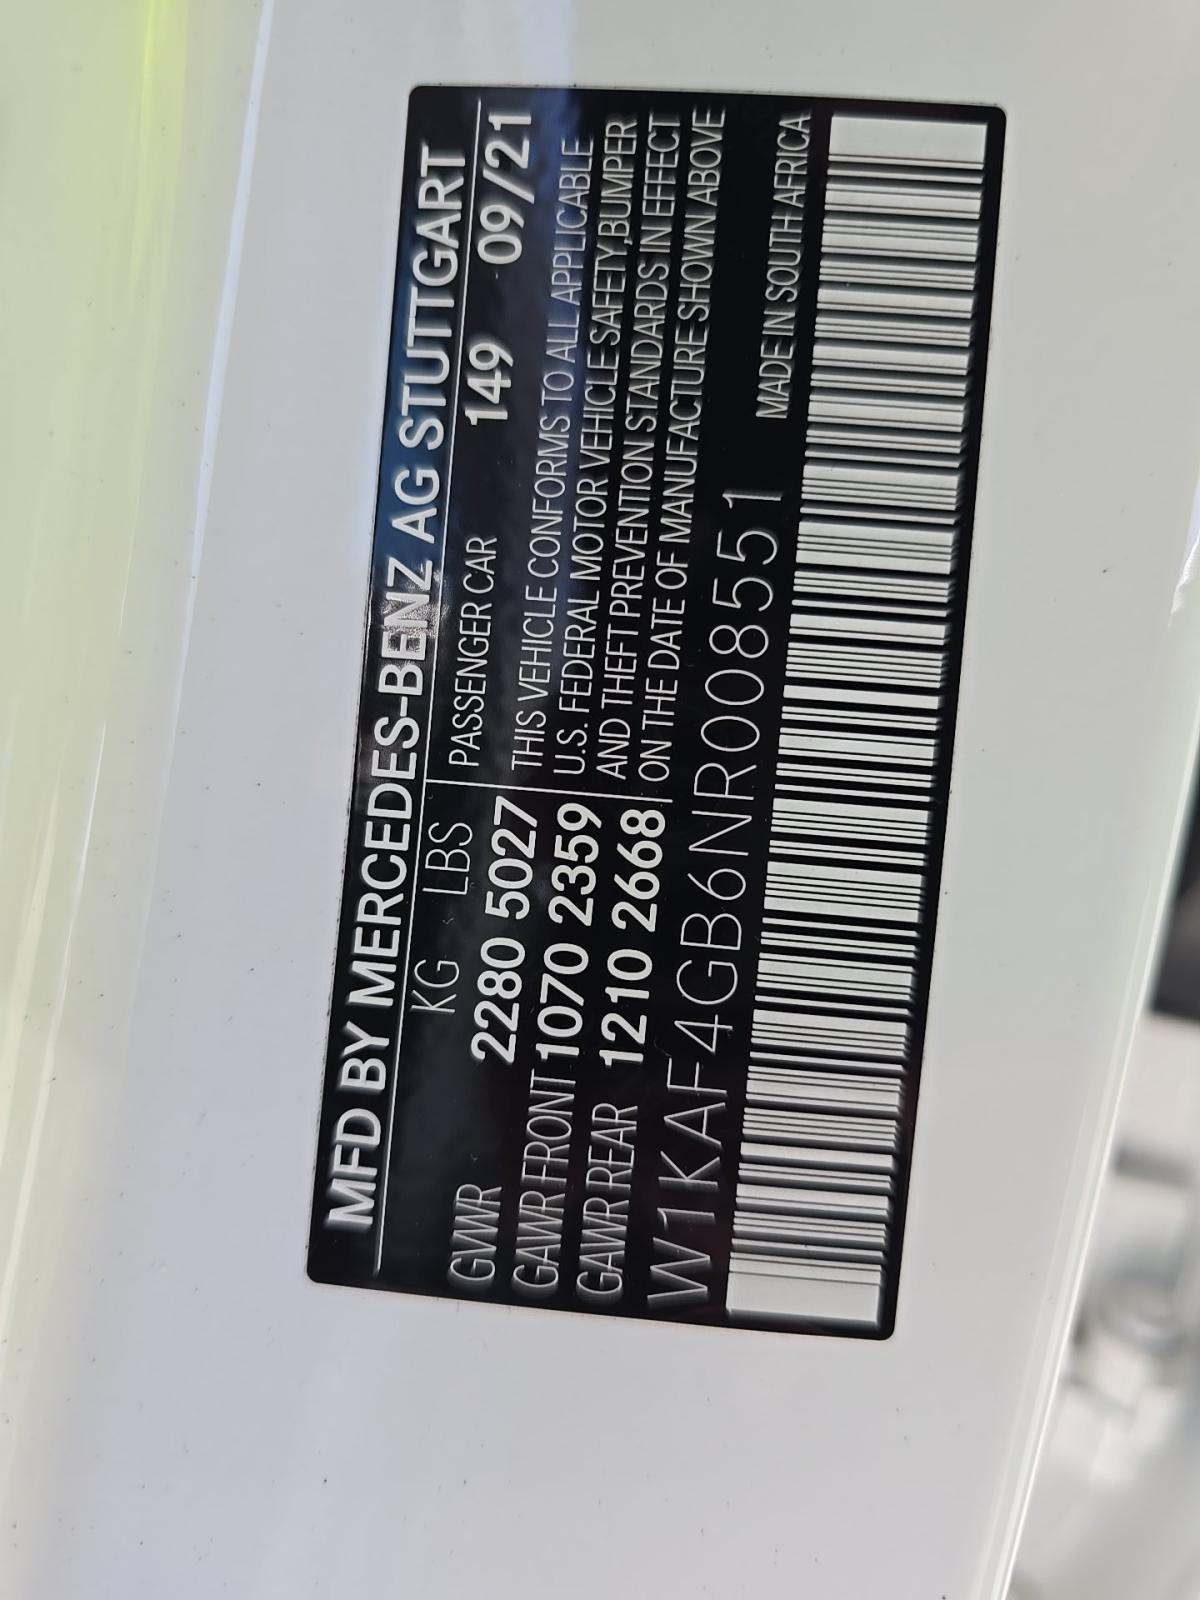 MFD BY MERCEDES-BENZ AG STUTTGART
KG LBS PASSENGER CAR 149 09/21
GVWR 2280 5027 THIS VEHICLE CONFORMS TO ALL APPLICABLE
GAWR FRONT 1070 2359 U.S. FEDERAL MOTOR VEHICLE SAFETY,BUMPER
GAWR REAR 1210 2668 AND THEFT PREVENTION STANDARDS IN EFFECT
ON THE DATE OF MANUFACTURE SHOWN ABOVE
W1KAF4GB6NR008551 MADE IN SOUTH AFRICA